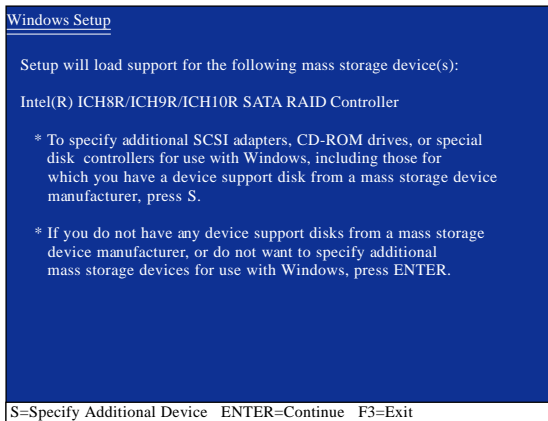 Windows Setup
Setup will load support for the following mass storage device(s):
Intel(R) ICH8R/ICH9R/ICH10R SATA RAID Controller
* To specify additional SCSI adapters, CD-ROM drives, or special
disk controllers for use with Windows, including those for
which you have a device support disk from a mass storage device
manufacturer, press S.
* If you do not have any device support disks from a mass storage
device manufacturer, or do not want to specify additional
mass storage devices for use with Windows, press ENTER.
S=Specify Additional Device ENTER=Continue F3=Exit